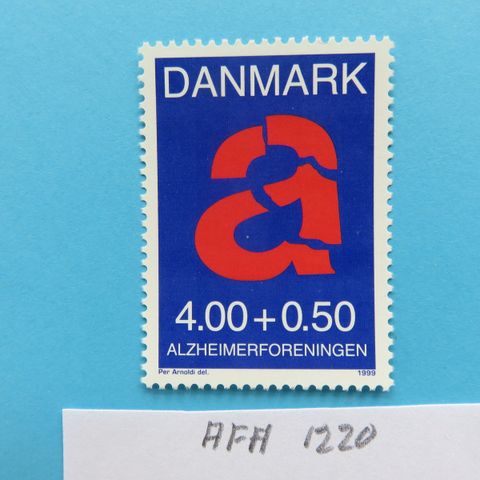 DANMARK
a
4.00 + 0.50
ALZHEIMERFORENINGEN
Per Arnoldi del. 1999
AFA 1220